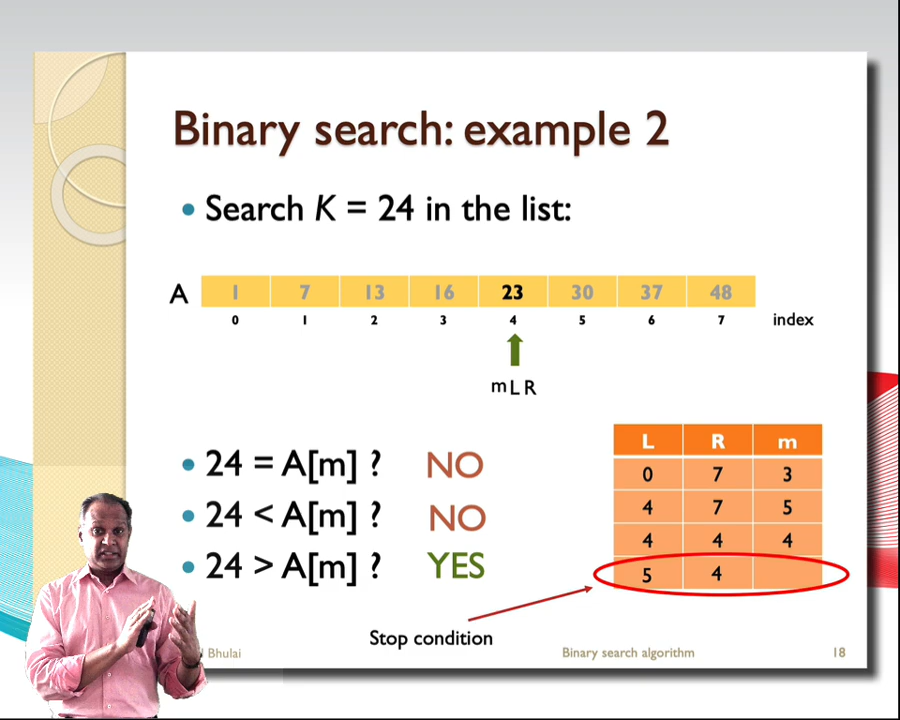 Binary search: example 2
• Search K = 24 in the list:
A 1 7 13 16 23 30 37 48
0 1 2 3 4 5 6 7 index
m L R
• 24 = A[m] ? NO
• 24 < A[m] ? NO
• 24 > A[m] ? YES
L R m
0 7 3
4 7 5
4 4 4
5 4
Stop condition
Bhulai
Binary search algorithm
18